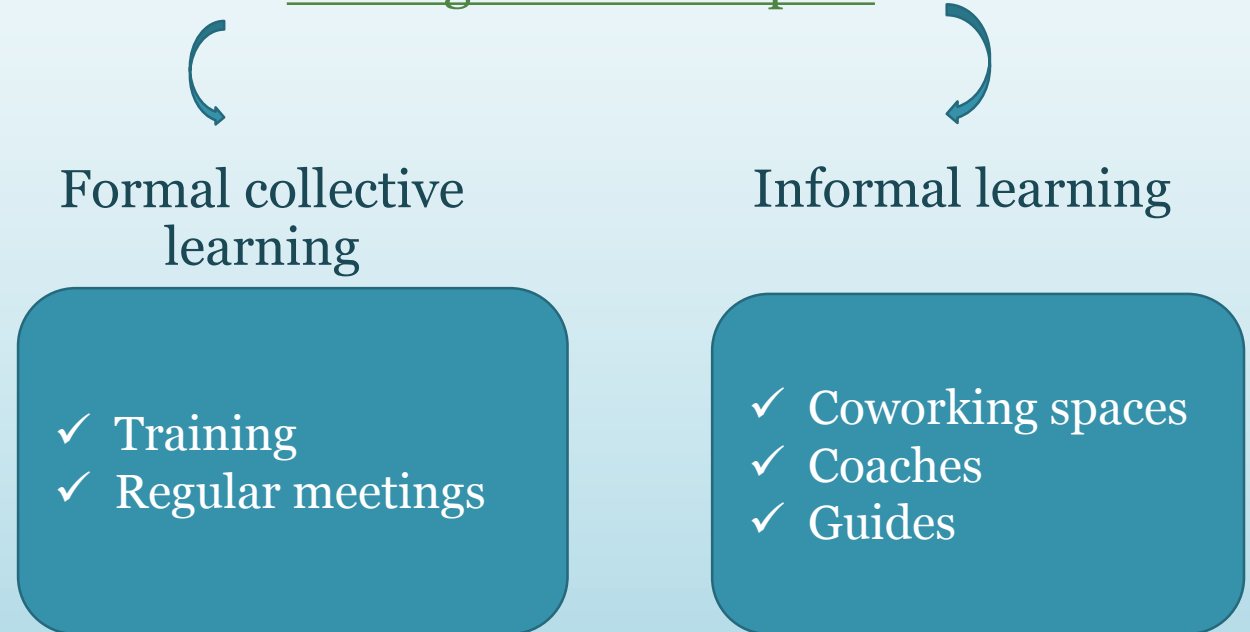 Formal collective
learning
Informal learning
✓ Training
✓ Regular meetings
✓ Coworking spaces
✓ Coaches
✓ Guides